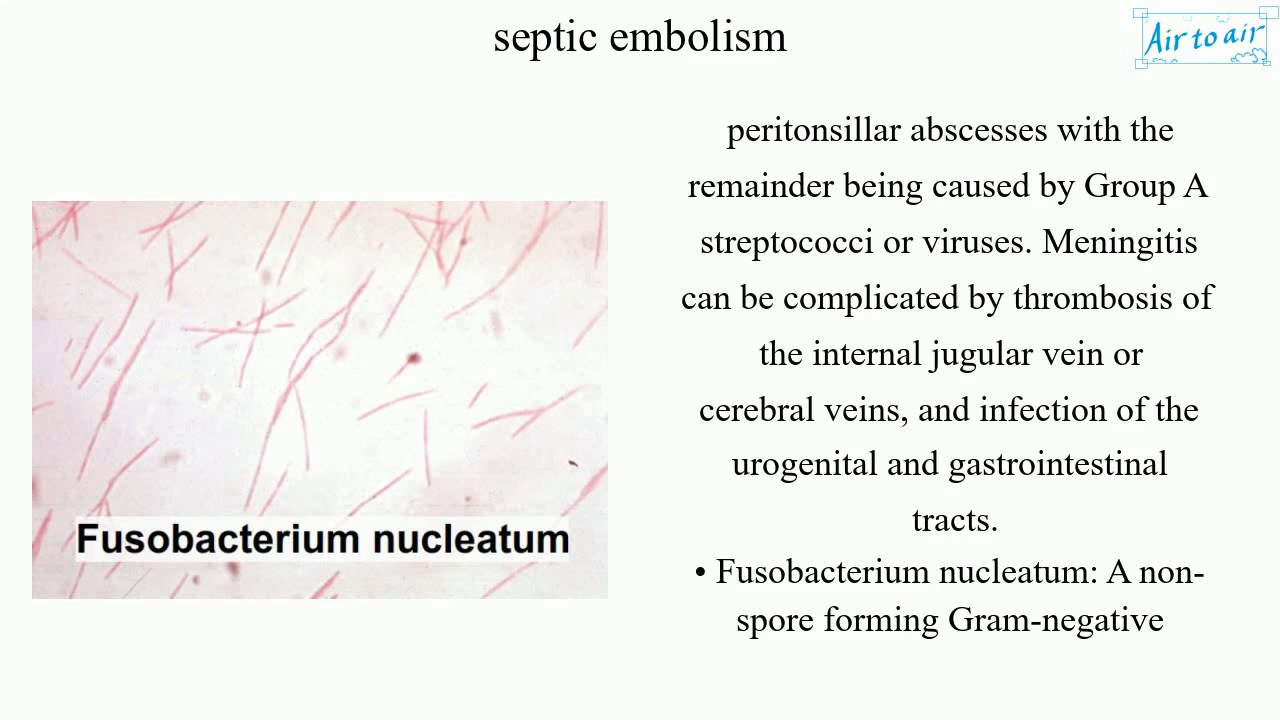 septic embolism
Air to air
peritonsillar abscesses with the
remainder being caused by Group A
streptococci or viruses. Meningitis
can be complicated by thrombosis of
the internal jugular vein or
cerebral veins, and infection of the
urogenital and gastrointestinal
tracts.
• Fusobacterium nucleatum: A non-
spore forming Gram-negative
Fusobacterium nucleatum